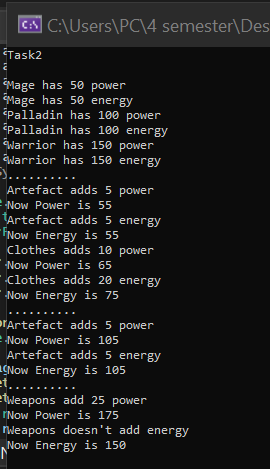 C:\Users\PC\4 semester\Des
Task2
Mage has 50 power
Mage has 50 energy
Palladin has 100 power
Palladin has 100 energy
Warrior has 150 power
Warrior has 150 energy
..........
Artefact adds 5 power
Now Power is 55
Artefact adds 5 energy
Now Energy is 55
Clothes adds 10 power
Now Power is 65
Clothes adds 20 energy
Now Energy is 75
..........
Artefact adds 5 power
Now Power is 105
Artefact adds 5 energy
Now Energy is 105
..........
Weapons add 25 power
Now Power is 175
Weapons doesn't add energy
Now Energy is 150